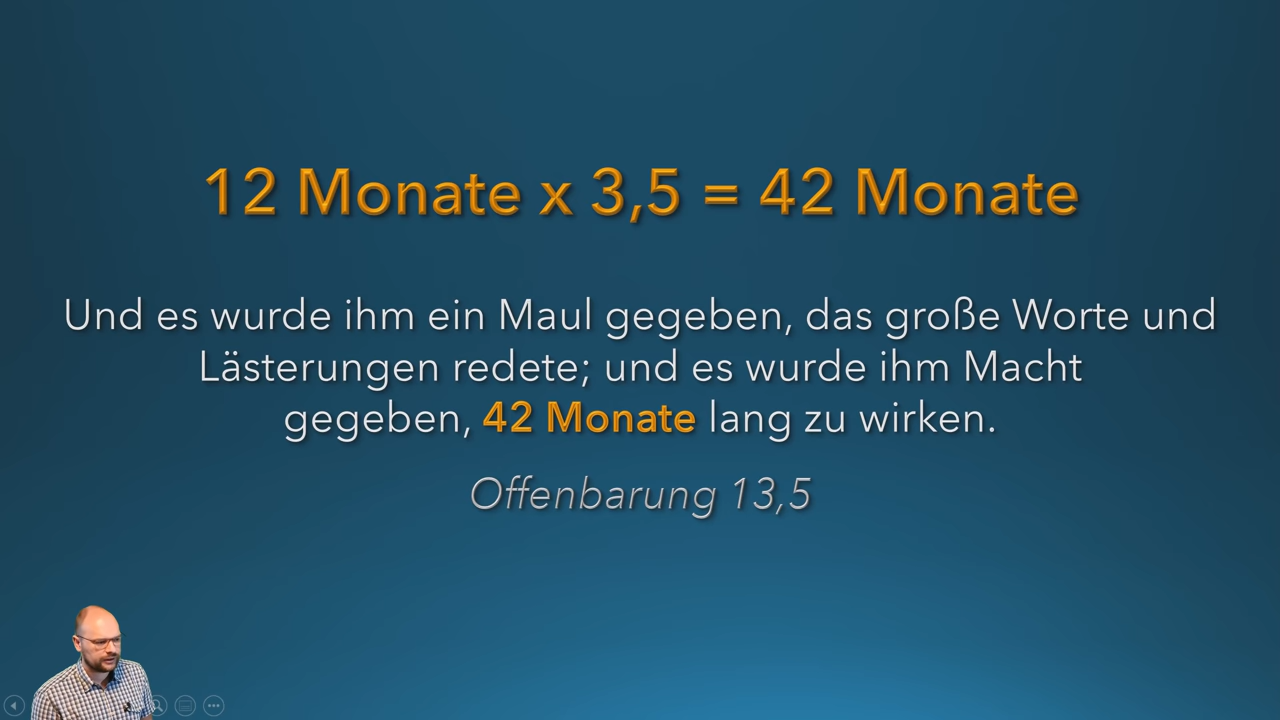 12 Monate x 3,5 = 42 Monate
Und es wurde ihm ein Maul gegeben, das große Worte und
Lästerungen redete; und es wurde ihm Macht
gegeben, 42 Monate lang zu wirken.
Offenbarung 13,5